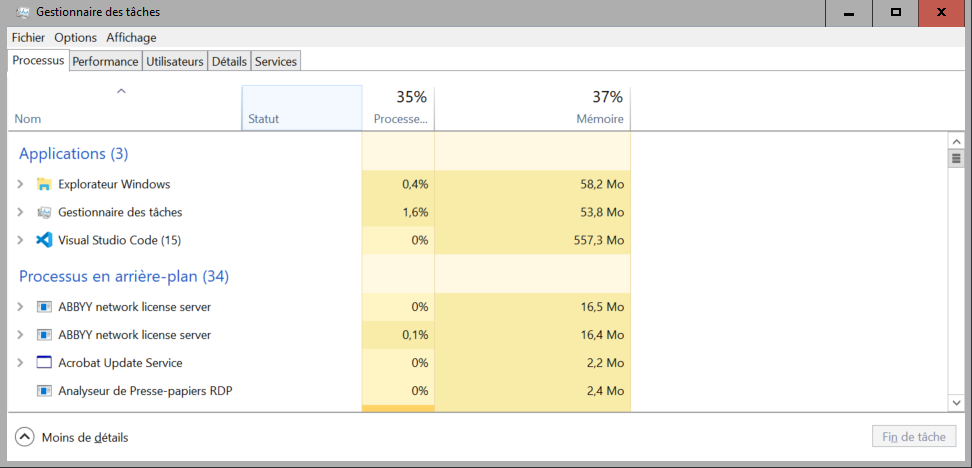 Gestionnaire des tâches
Fichier Options Affichage
Processus Performance Utilisateurs Détails Services
35% 37%
Nom Statut Processe... Mémoire
Applications (3)
Explorateur Windows 0,4% 58,2 Mo
Gestionnaire des tâches 1,6% 53,8 Mo
Visual Studio Code (15) 0% 557,3 Mo
Processus en arrière-plan (34)
ABBYY network license server 0% 16,5 Mo
ABBYY network license server 0,1% 16,4 Mo
Acrobat Update Service 0% 2,2 Mo
Analyseur de Presse-papiers RDP 0% 2,4 Mo
Moins de détails Fin de tâche